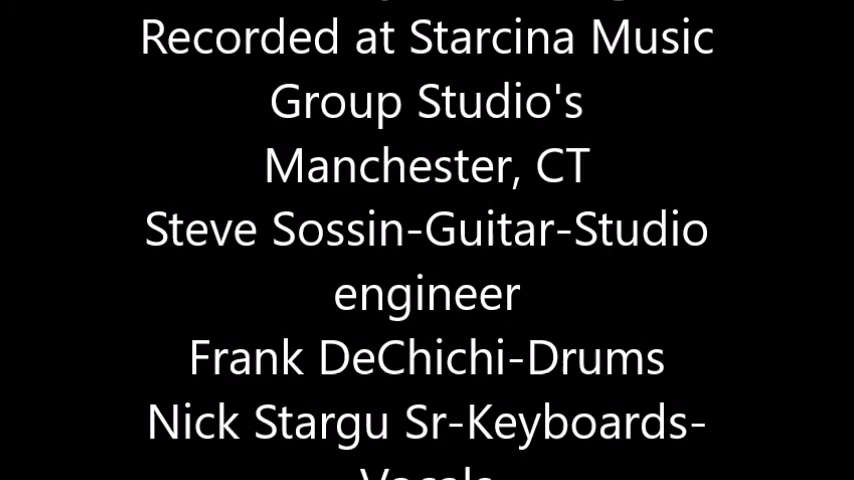 Recorded at Starcina Music
Group Studio's
Manchester, CT
Steve Sossin-Guitar-Studio
engineer
Frank DeChichi-Drums
Nick Stargu Sr-Keyboards-
Vocals